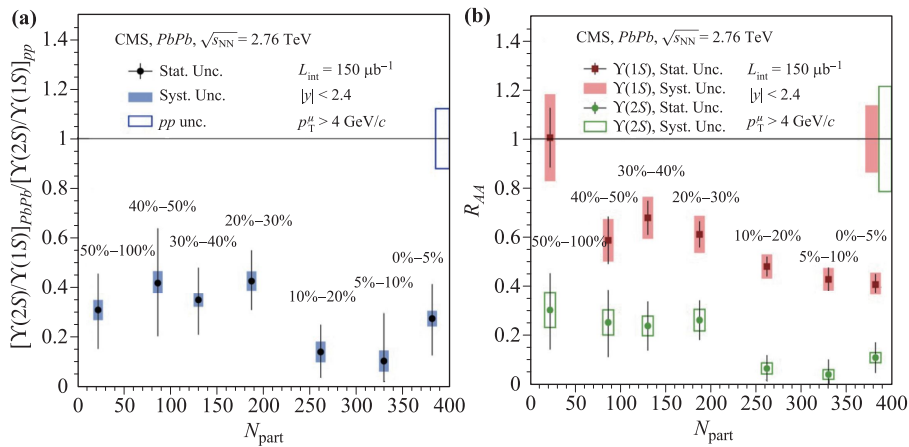 (a)
[ϒ(2S)/ϒ(1S)]PbPb/[ϒ(2S)/ϒ(1S)]pp
1.4
1.2
1
0.8
0.6
0.4
0.2
0
CMS, PbPb, √sNN = 2.76 TeV
Stat. Unc.
Syst. Unc.
pp unc.
Lint = 150 μb⁻¹
|y| < 2.4
pTμ > 4 GeV/c
50%–100%
40%–50%
30%–40%
20%–30%
10%–20%
5%–10%
0%–5%
0 50 100 150 200 250 300 350 400
Npart
(b)
RAA
1.4
1.2
1
0.8
0.6
0.4
0.2
0
CMS, PbPb, √sNN = 2.76 TeV
ϒ(1S), Stat. Unc.
ϒ(1S), Syst. Unc.
ϒ(2S), Stat. Unc.
ϒ(2S), Syst. Unc.
Lint = 150 μb⁻¹
|y| < 2.4
pTμ > 4 GeV/c
50%–100%
40%–50%
30%–40%
20%–30%
10%–20%
5%–10%
0%–5%
0 50 100 150 200 250 300 350 400
Npart